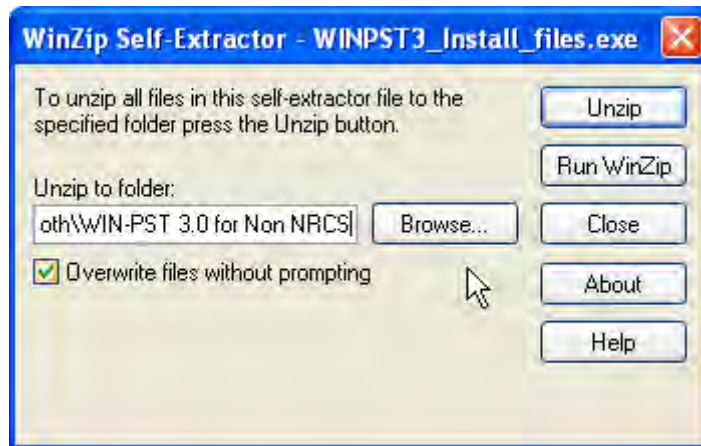 WinZip Self-Extractor - WINPST3_Install_files.exe
To unzip all files in this self-extractor file to the
specified folder press the Unzip button.
Unzip
Run WinZip
Unzip to folder:
oth\WIN-PST 3.0 for Non NRCS
Browse...
Close
Overwrite files without prompting
About
Help